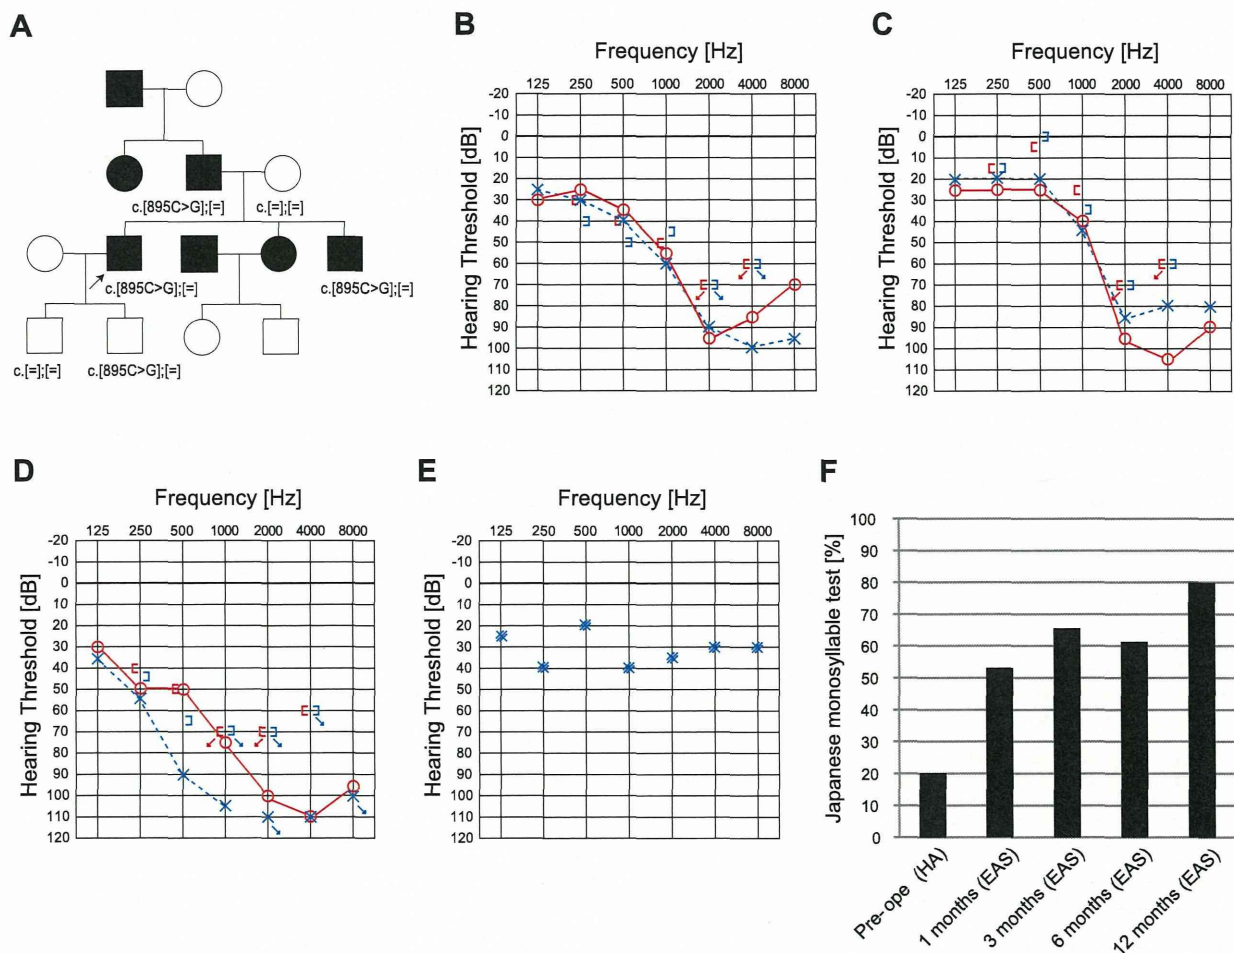 A
c.[895C>G];[=]
c.[=];[=]
c.[895C>G];[=]
c.[895C>G];[=]
c.[=];[=]
c.[895C>G];[=]
B
Frequency [Hz]
125 250 500 1000 2000 4000 8000
Hearing Threshold [dB]
-20
-10
0
10
20
30
40
50
60
70
80
90
100
110
120
C
Frequency [Hz]
125 250 500 1000 2000 4000 8000
Hearing Threshold [dB]
-20
-10
0
10
20
30
40
50
60
70
80
90
100
110
120
D
Frequency [Hz]
125 250 500 1000 2000 4000 8000
Hearing Threshold [dB]
-20
-10
0
10
20
30
40
50
60
70
80
90
100
110
120
E
Frequency [Hz]
125 250 500 1000 2000 4000 8000
Hearing Threshold [dB]
-20
-10
0
10
20
30
40
50
60
70
80
90
100
110
120
F
Japanese monosyllable test [%]
100
90
80
70
60
50
40
30
20
10
0
Pre- ope (HA)
1 months (EAS)
3 months (EAS)
6 months (EAS)
12 months (EAS)